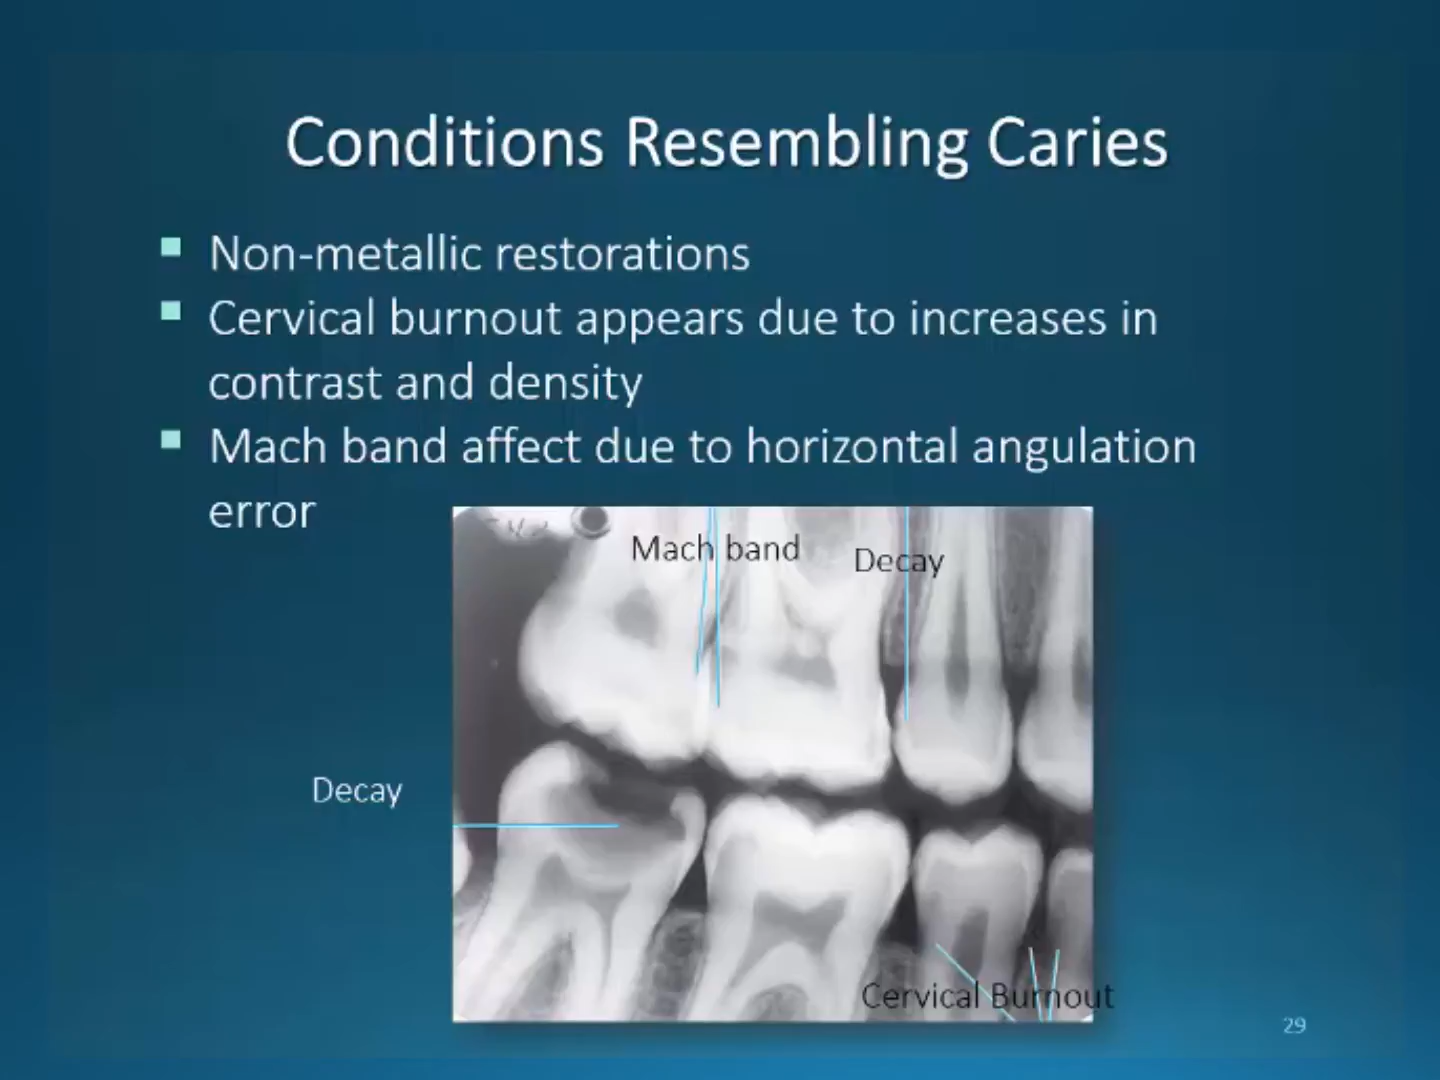 Conditions Resembling Caries
Non-metallic restorations
Cervical burnout appears due to increases in
contrast and density
Mach band affect due to horizontal angulation
error
Mach band
Decay
Decay
Cervical Burnout
29